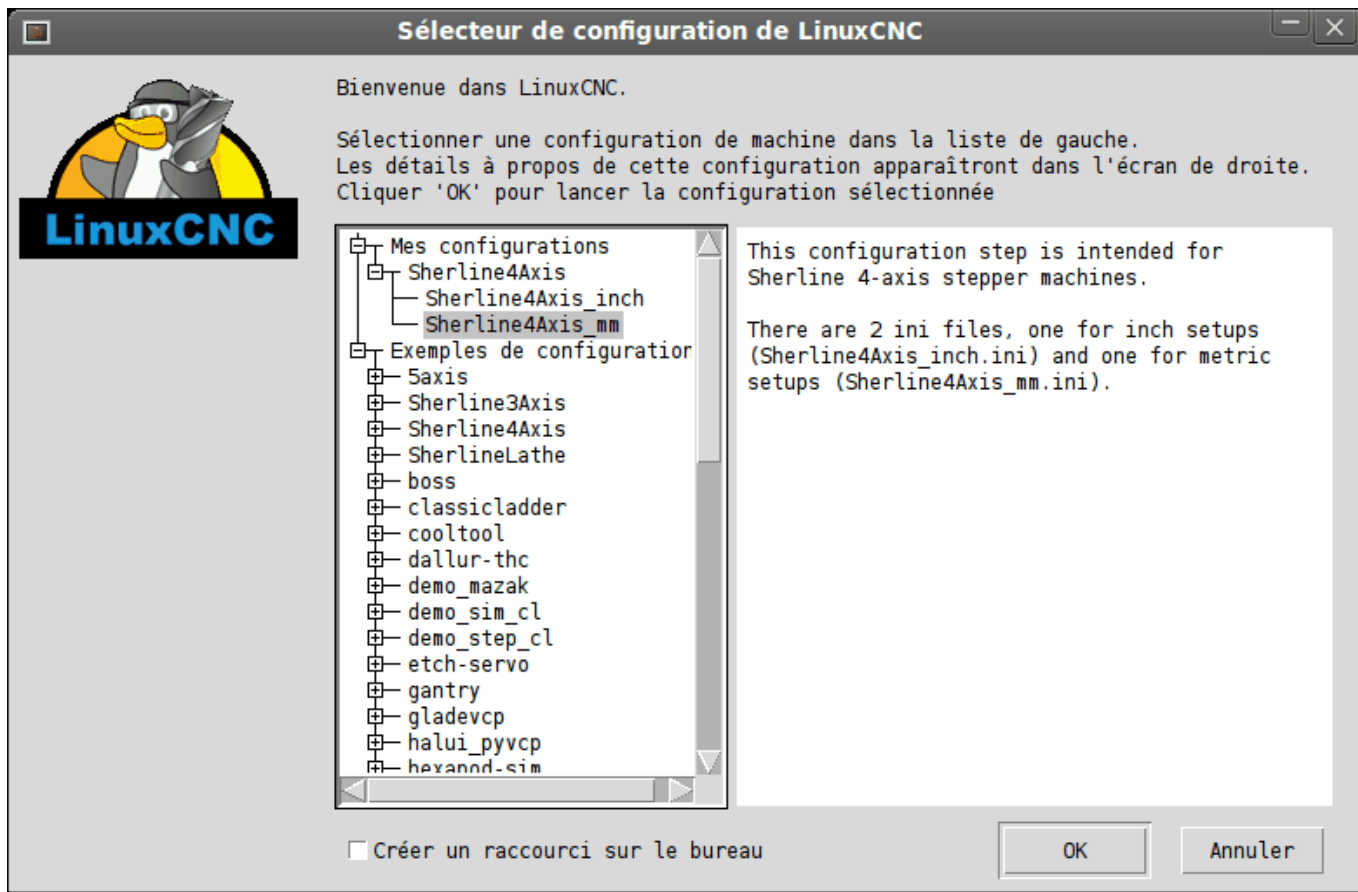 Sélecteur de configuration de LinuxCNC
LinuxCNC
Bienvenue dans LinuxCNC.
Sélectionner une configuration de machine dans la liste de gauche.
Les détails à propos de cette configuration apparaîtront dans l'écran de droite.
Cliquer 'OK' pour lancer la configuration sélectionnée
Mes configurations
Sherline4Axis
Sherline4Axis_inch
Sherline4Axis_mm
Exemples de configuration
5axis
Sherline3Axis
Sherline4Axis
SherlineLathe
boss
classicladder
cooltool
dallur-thc
demo_mazak
demo_sim_cl
demo_step_cl
etch-servo
gantry
gladevcp
halui_pyvcp
hexapod-sim
This configuration step is intended for
Sherline 4-axis stepper machines.
There are 2 ini files, one for inch setups
(Sherline4Axis_inch.ini) and one for metric
setups (Sherline4Axis_mm.ini).
Créer un raccourci sur le bureau
OK
Annuler